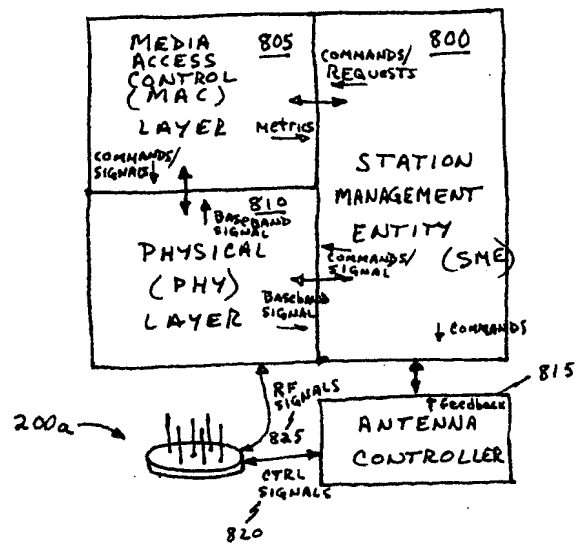 MEDIA
ACCESS
CONTROL
(MAC)
LAYER
805
COMMANDS/
SIGNALS
METRICS
800
COMMANDS/
REQUESTS
STATION
MANAGEMENT
ENTITY
(SME)
810
BASEBAND
SIGNAL
PHYSICAL
(PHY)
LAYER
COMMANDS/
SIGNAL
BASEBAND
SIGNAL
COMMANDS
815
feedback
ANTENNA
CONTROLLER
RF
SIGNALS
825
200a
CTRL
SIGNALS
820